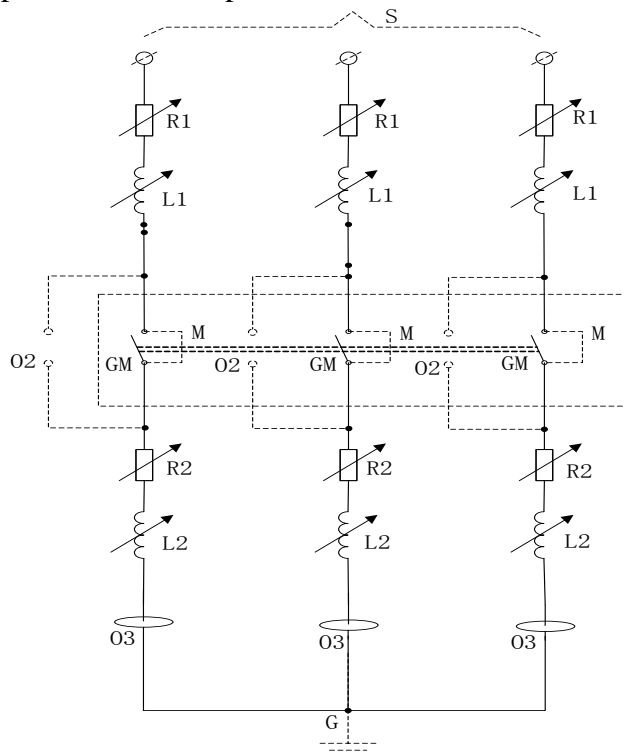 S
R1 R1 R1
L1 L1 L1
M M M
O2 GM O2 GM O2 GM
R2 R2 R2
L2 L2 L2
O3 O3 O3
G